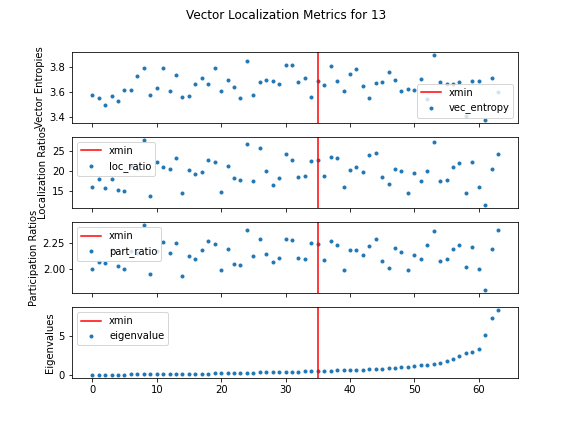 Vector Localization Metrics for 13
Vector Entropies
3.8
3.6
3.4
xmin
vec_entropy
Localization Ratios
25
20
15
xmin
loc_ratio
Participation Ratios
2.25
2.00
xmin
part_ratio
Eigenvalues
5
0
xmin
eigenvalue
0 10 20 30 40 50 60